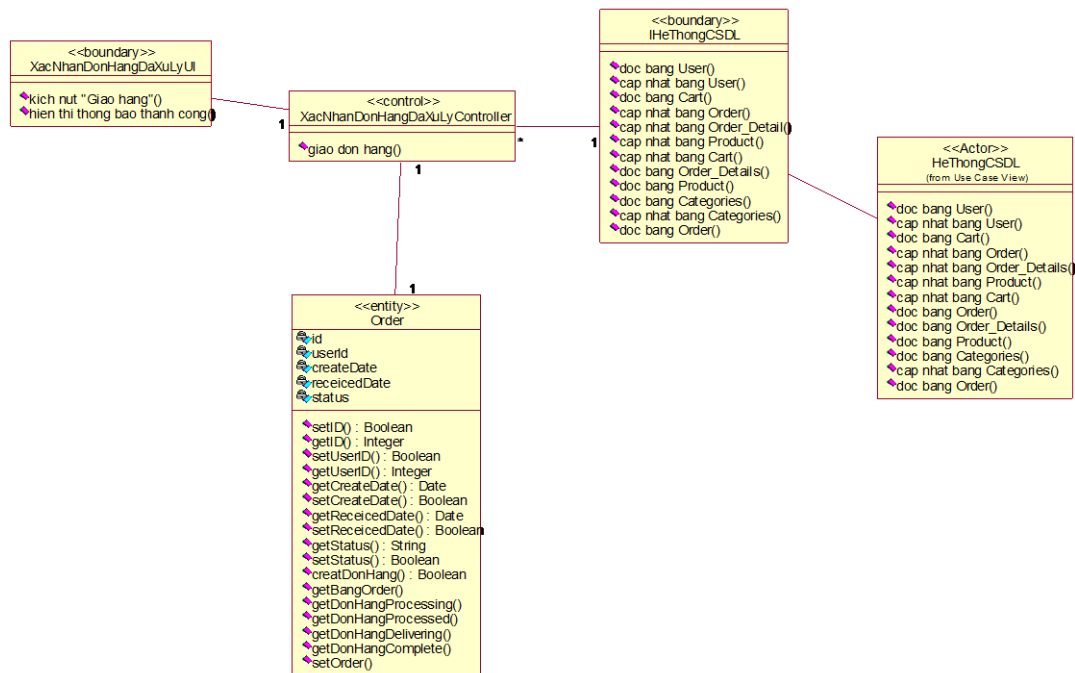 <<boundary>>
XacNhanDonHangDaXuLyUI
kich nut "Giao hang"()
hien thi thong bao thanh cong()
1
<<control>>
XacNhanDonHangDaXuLyController
giao don hang()
*
1
1
1
<<boundary>>
IHeThongCSDL
doc bang User()
cap nhat bang User()
doc bang Cart()
cap nhat bang Order()
cap nhat bang Order_Detail()
cap nhat bang Product()
cap nhat bang Cart()
doc bang Order_Details()
doc bang Product()
doc bang Categories()
cap nhat bang Categories()
doc bang Order()
<<Actor>>
HeThongCSDL
(from Use Case View)
doc bang User()
cap nhat bang User()
doc bang Cart()
cap nhat bang Order()
cap nhat bang Order_Details()
cap nhat bang Product()
cap nhat bang Cart()
doc bang Order()
doc bang Order_Details()
doc bang Product()
doc bang Categories()
cap nhat bang Categories()
doc bang Order()
<<entity>>
Order
id
userId
createDate
receicedDate
status
setID() : Boolean
getID() : Integer
setUserID() : Boolean
getUserID() : Integer
getCreateDate() : Date
setCreateDate() : Boolean
getReceicedDate() : Date
setReceicedDate() : Boolean
getStatus() : String
setStatus() : Boolean
creatDonHang() : Boolean
getBangOrder()
getDonHangProcessing()
getDonHangProcessed()
getDonHangDelivering()
getDonHangComplete()
setOrder()